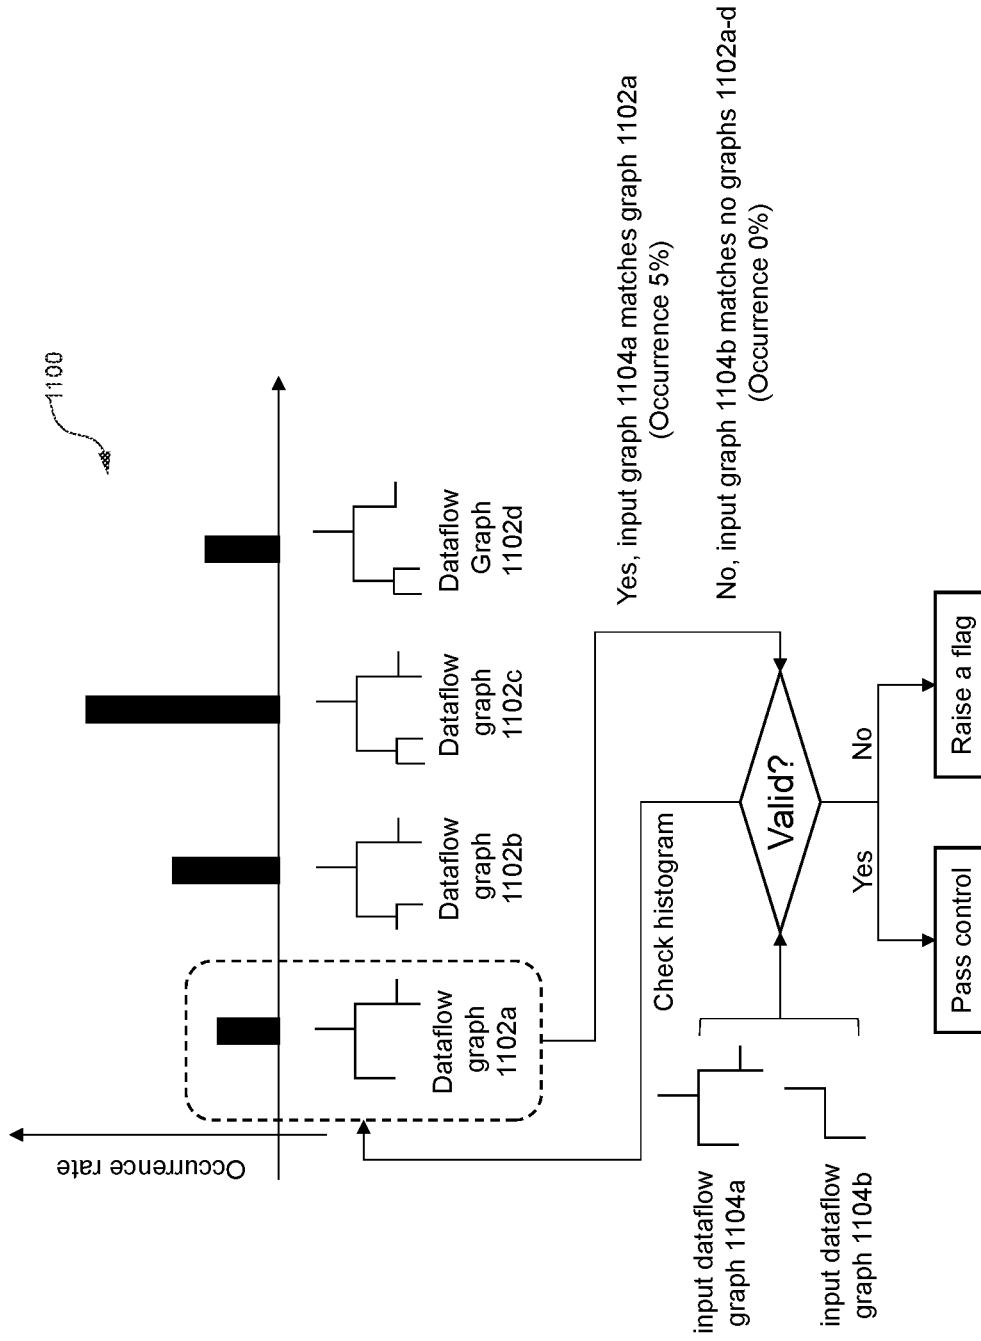 1100
Occurrence rate
Dataflow
graph
1102a
Dataflow
graph
1102b
Dataflow
graph
1102c
Dataflow
Graph
1102d
Yes, input graph 1104a matches graph 1102a
(Occurrence 5%)
No, input graph 1104b matches no graphs 1102a-d
(Occurrence 0%)
Check histogram
input dataflow
graph 1104a
input dataflow
graph 1104b
Valid?
Yes
No
Pass control
Raise a flag